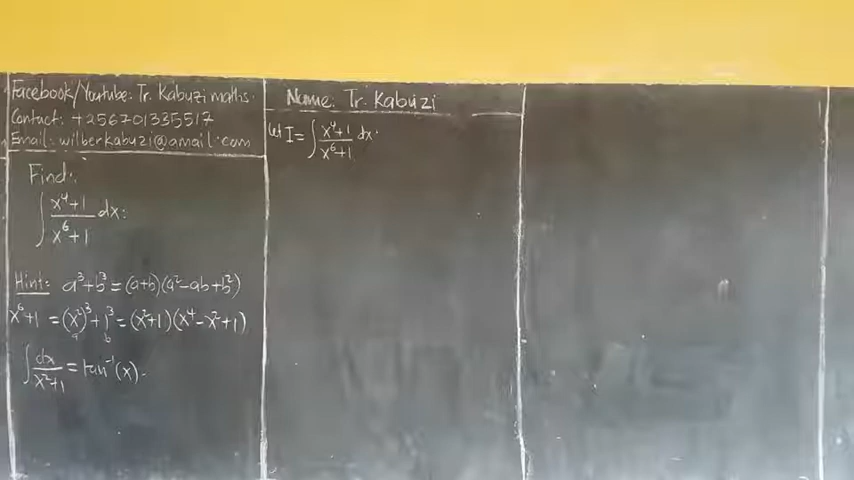 Facebook/Youtube: Tr. Kabuzi maths.
Contact: +256701335517
Email: wilberkabuzi@gmail.com
Find:
∫ (x⁴+1)/(x⁶+1) dx:
Hint: a³+b³ = (a+b)(a²-ab+b²)
x⁶+1 = (x²)³+1³ = (x²+1)(x⁴-x²+1)
a b
∫ dx/(x²+1) = tan⁻¹(x).
Name: Tr. Kabuzi
let I = ∫ (x⁴+1)/(x⁶+1) dx.